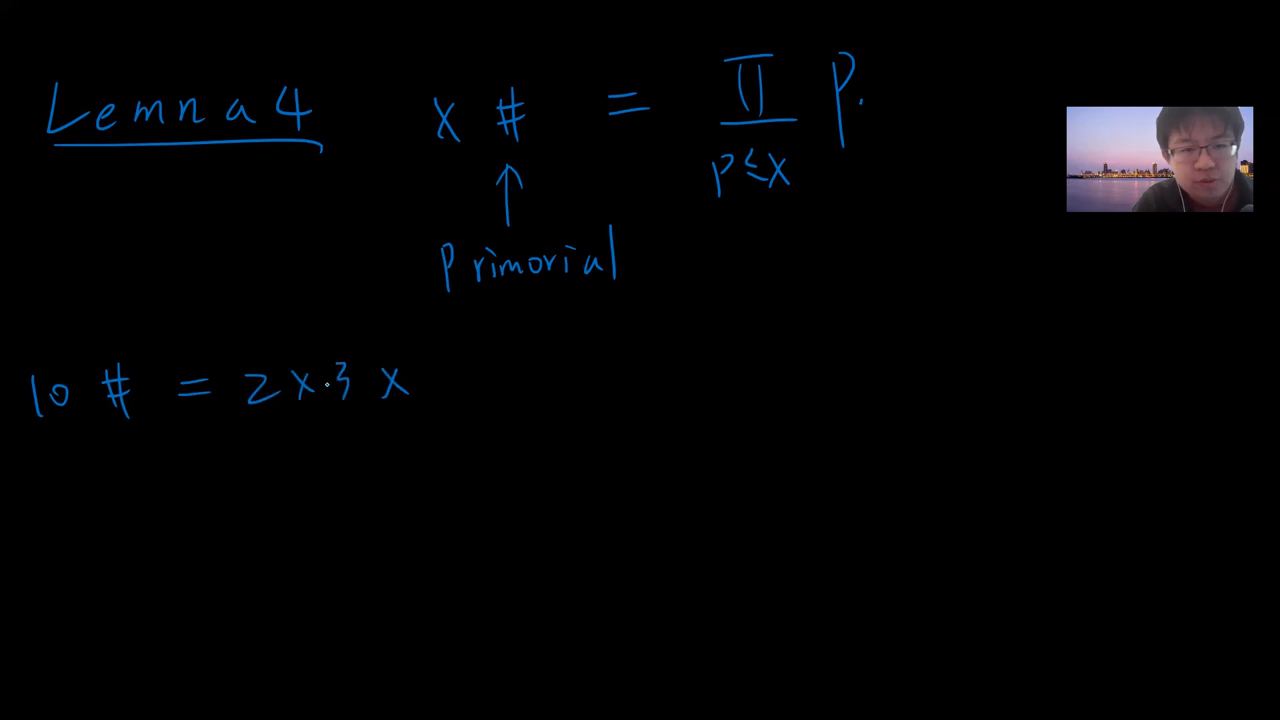 Lemma 4 x # = ∏ p.
p≤x
↑
Primorial
10 # = 2 x 3 x